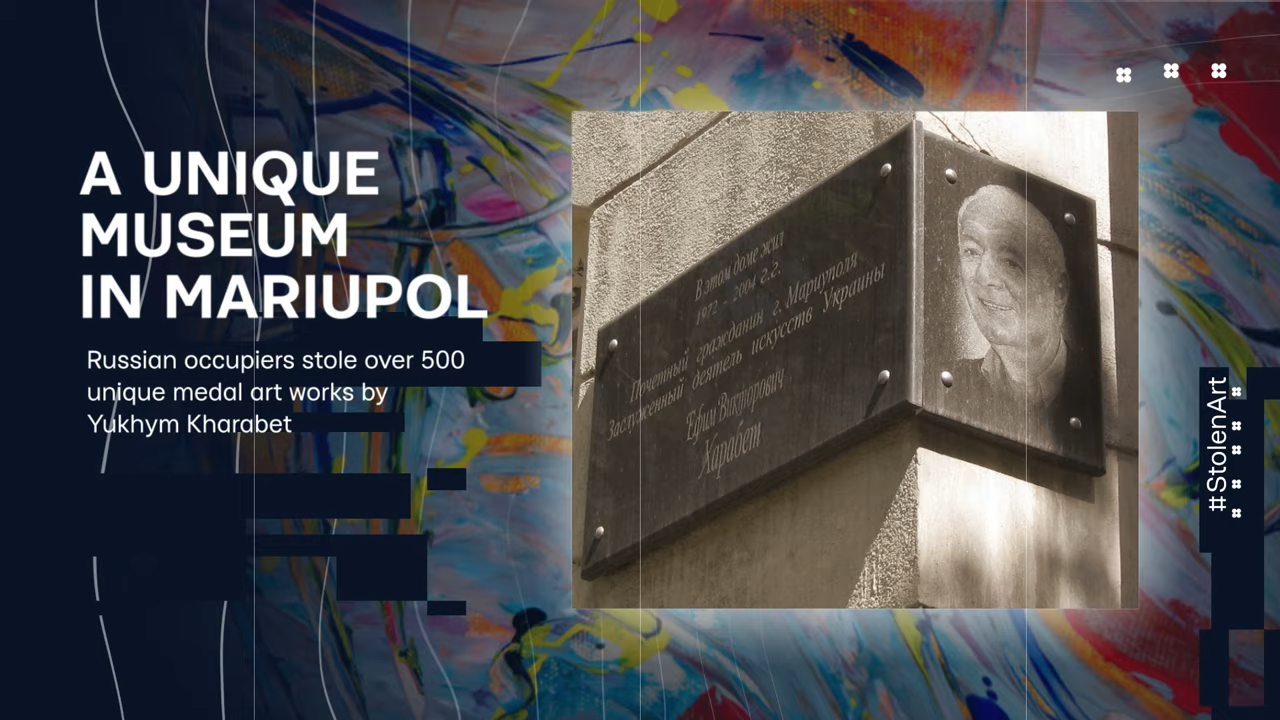 A UNIQUE
MUSEUM
IN MARIUPOL
Russian occupiers stole over 500
unique medal art works by
Yukhym Kharabet
В этом доме жил
1972 - 2004 г.г.
Почетный гражданин г. Мариуполя
Заслуженный деятель искусств Украины
Ефим Викторович
Харабет
#StolenArt